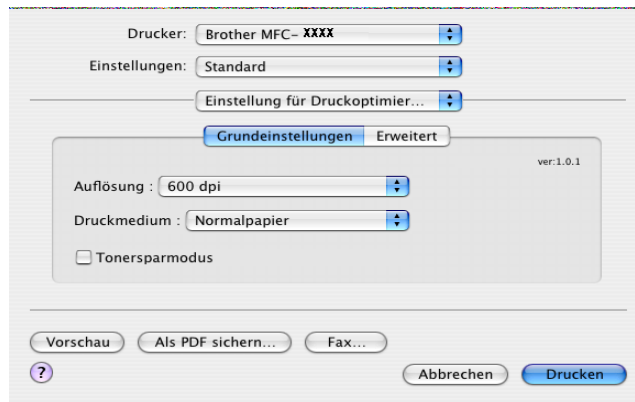 Drucker: Brother MFC- XXXX
Einstellungen: Standard
Einstellung für Druckoptimier...
Grundeinstellungen Erweitert
ver:1.0.1
Auflösung : 600 dpi
Druckmedium : Normalpapier
Tonersparmodus
Vorschau Als PDF sichern... Fax...
? Abbrechen Drucken